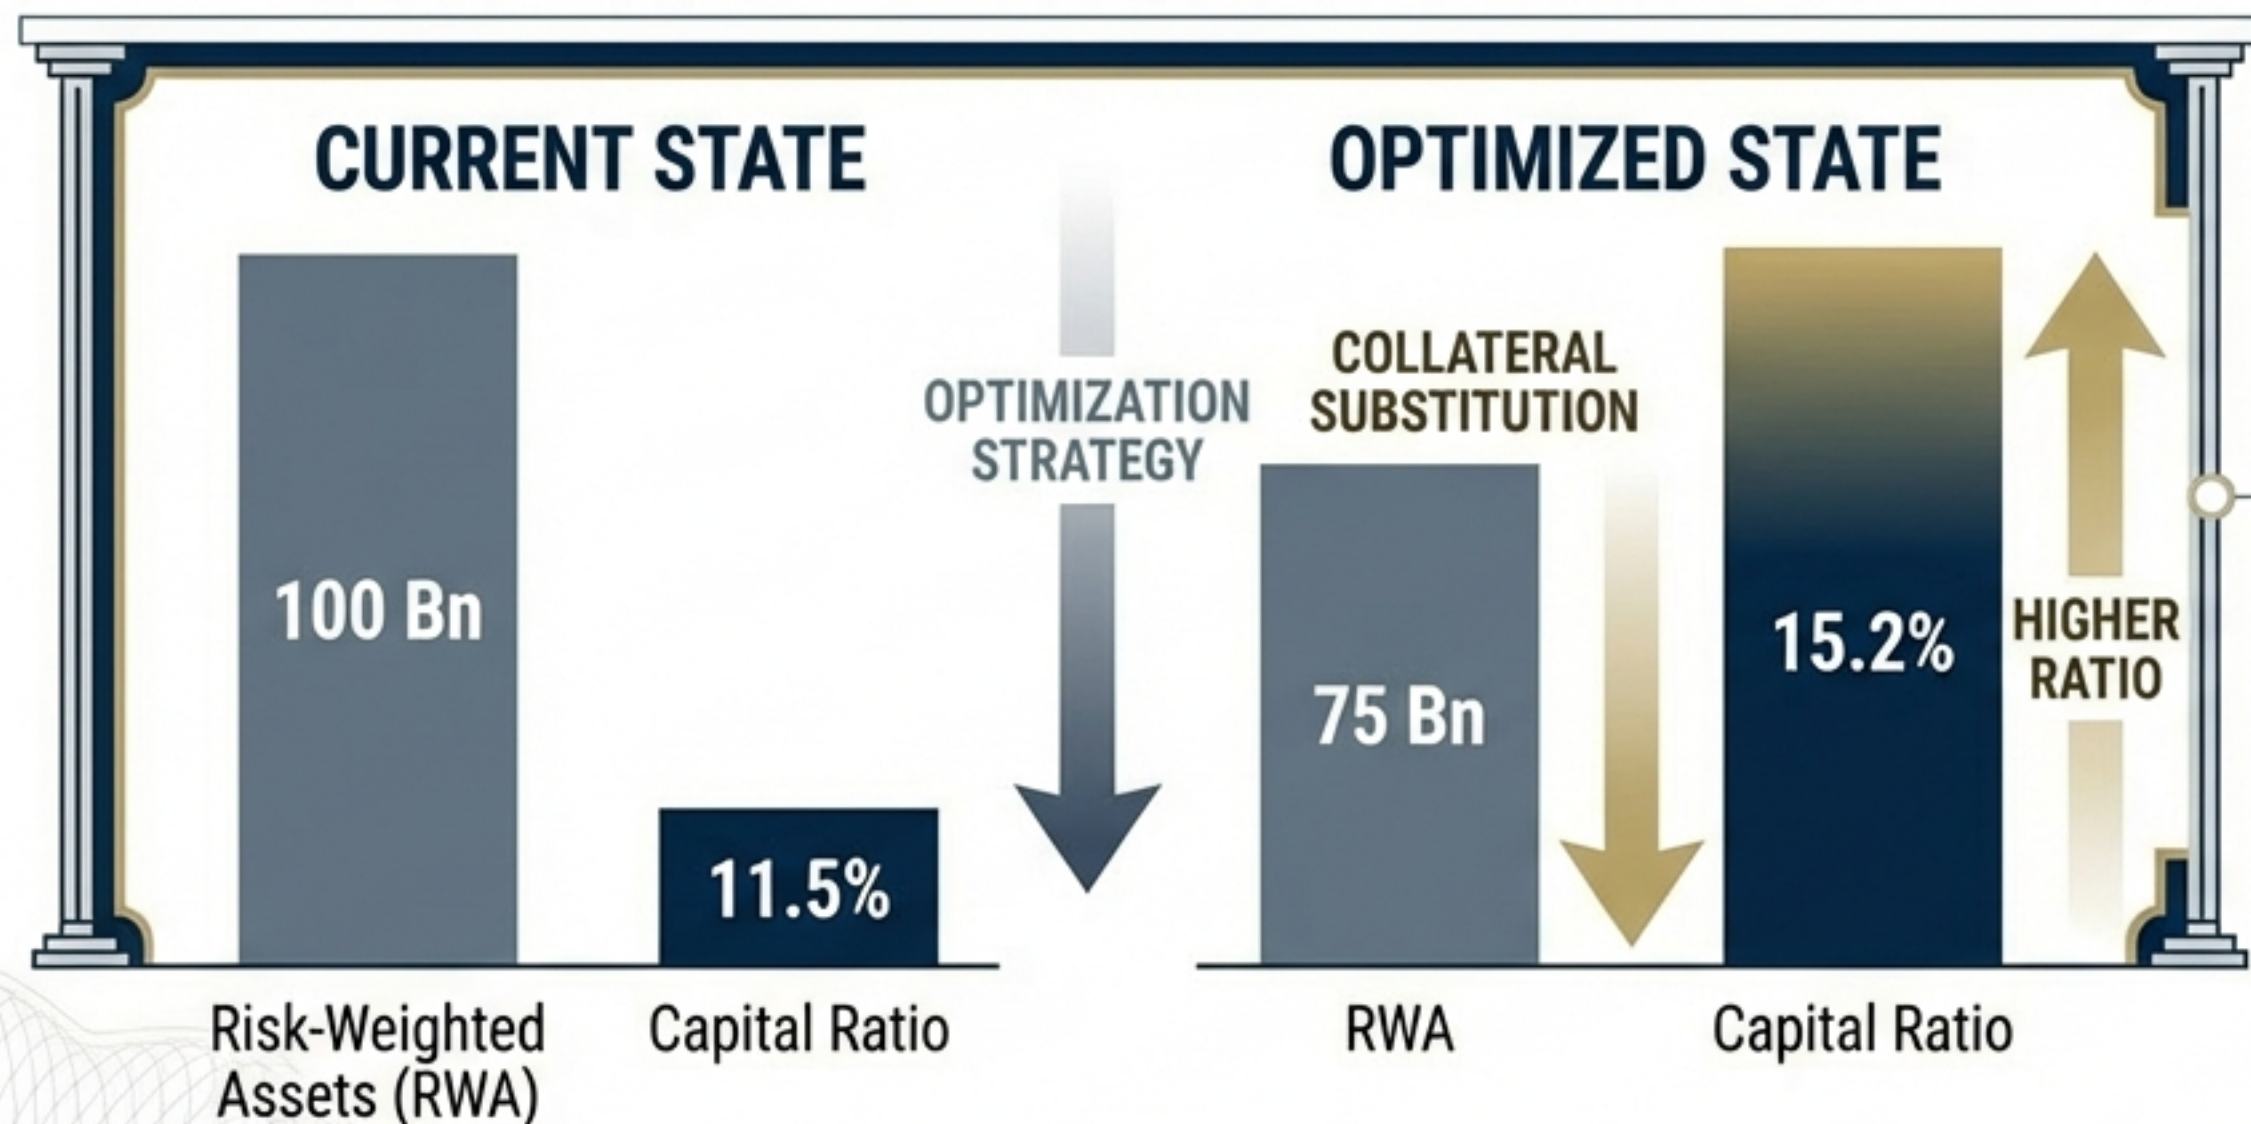 CURRENT STATE
100 Bn
11.5%
Risk-Weighted
Assets (RWA)
Capital Ratio
OPTIMIZATION
STRATEGY
OPTIMIZED STATE
COLLATERAL
SUBSTITUTION
75 Bn
15.2%
HIGHER
RATIO
RWA
Capital Ratio